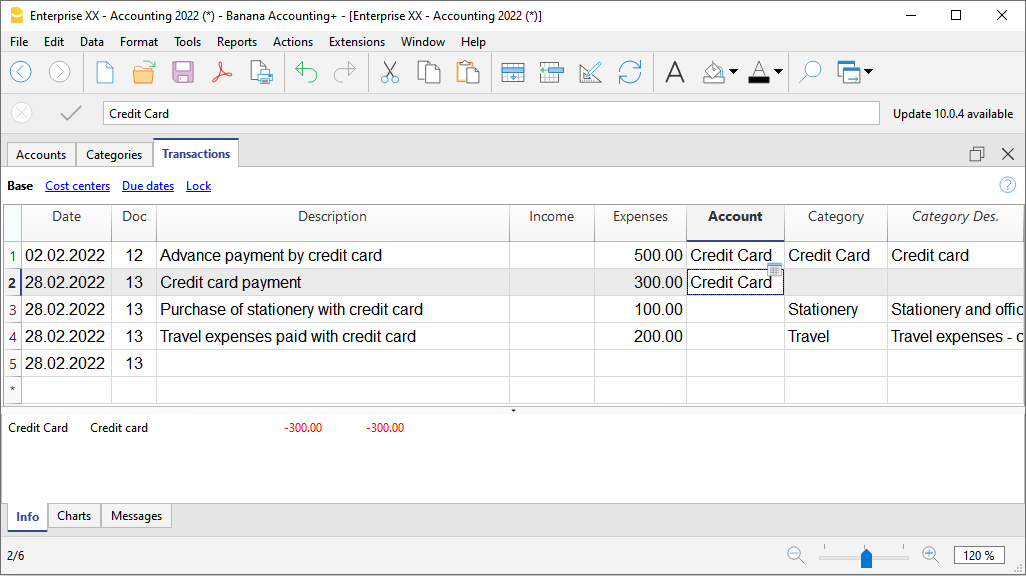 Enterprise XX - Accounting 2022 (*) - Banana Accounting+ - [Enterprise XX - Accounting 2022 (*)]
File Edit Data Format Tools Reports Actions Extensions Window Help
Credit Card Update 10.0.4 available
Accounts Categories Transactions
Base Cost centers Due dates Lock
Date Doc Description Income Expenses Account Category Category Des.
1 02.02.2022 12 Advance payment by credit card 500.00 Credit Card Credit Card Credit card
2 28.02.2022 13 Credit card payment 300.00 Credit Card
3 28.02.2022 13 Purchase of stationery with credit card 100.00 Stationery Stationery and offic
4 28.02.2022 13 Travel expenses paid with credit card 200.00 Travel Travel expenses - c
5 28.02.2022 13
*
Credit Card Credit card -300.00 -300.00
Info Charts Messages
2/6 120 %